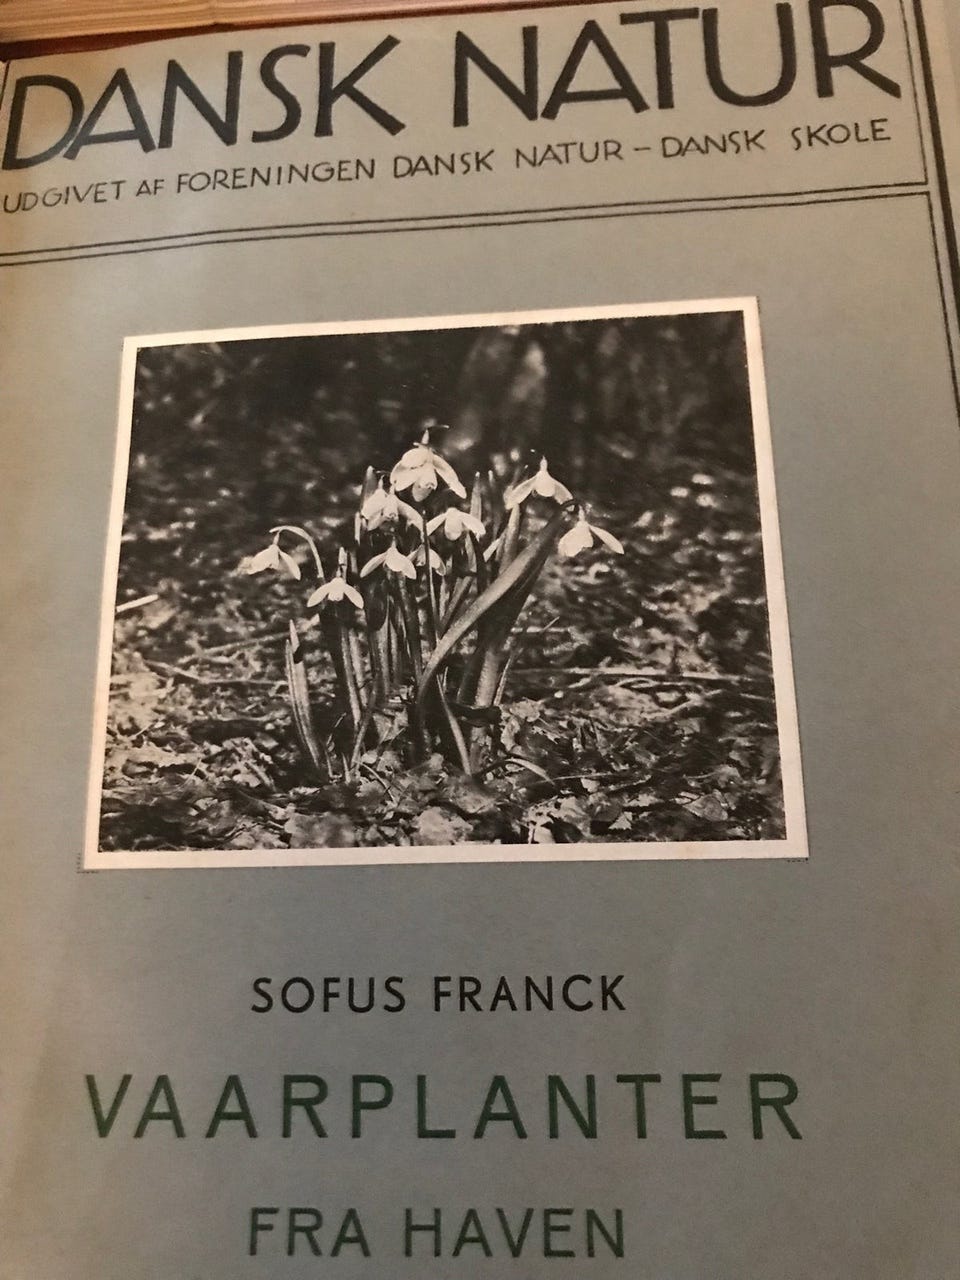 DANSK NATUR
UDGIVET AF FORENINGEN DANSK NATUR – DANSK SKOLE
SOFUS FRANCK
VAARPLANTER
FRA HAVEN